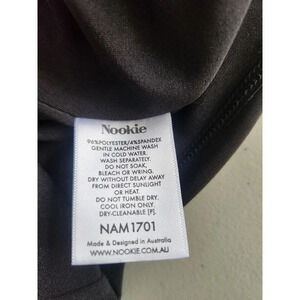 Nookie
96%POLYESTER/4%SPANDEX
GENTLE MACHINE WASH
IN COLD WATER.
WASH SEPARATELY.
DO NOT SOAK,
BLEACH OR WRING.
DRY WITHOUT DELAY AWAY
FROM DIRECT SUNLIGHT
OR HEAT.
DO NOT TUMBLE DRY.
COOL IRON ONLY.
DRY-CLEANABLE [P].
NAM1701
Made & Designed in Australia
WWW.NOOKIE.COM.AU